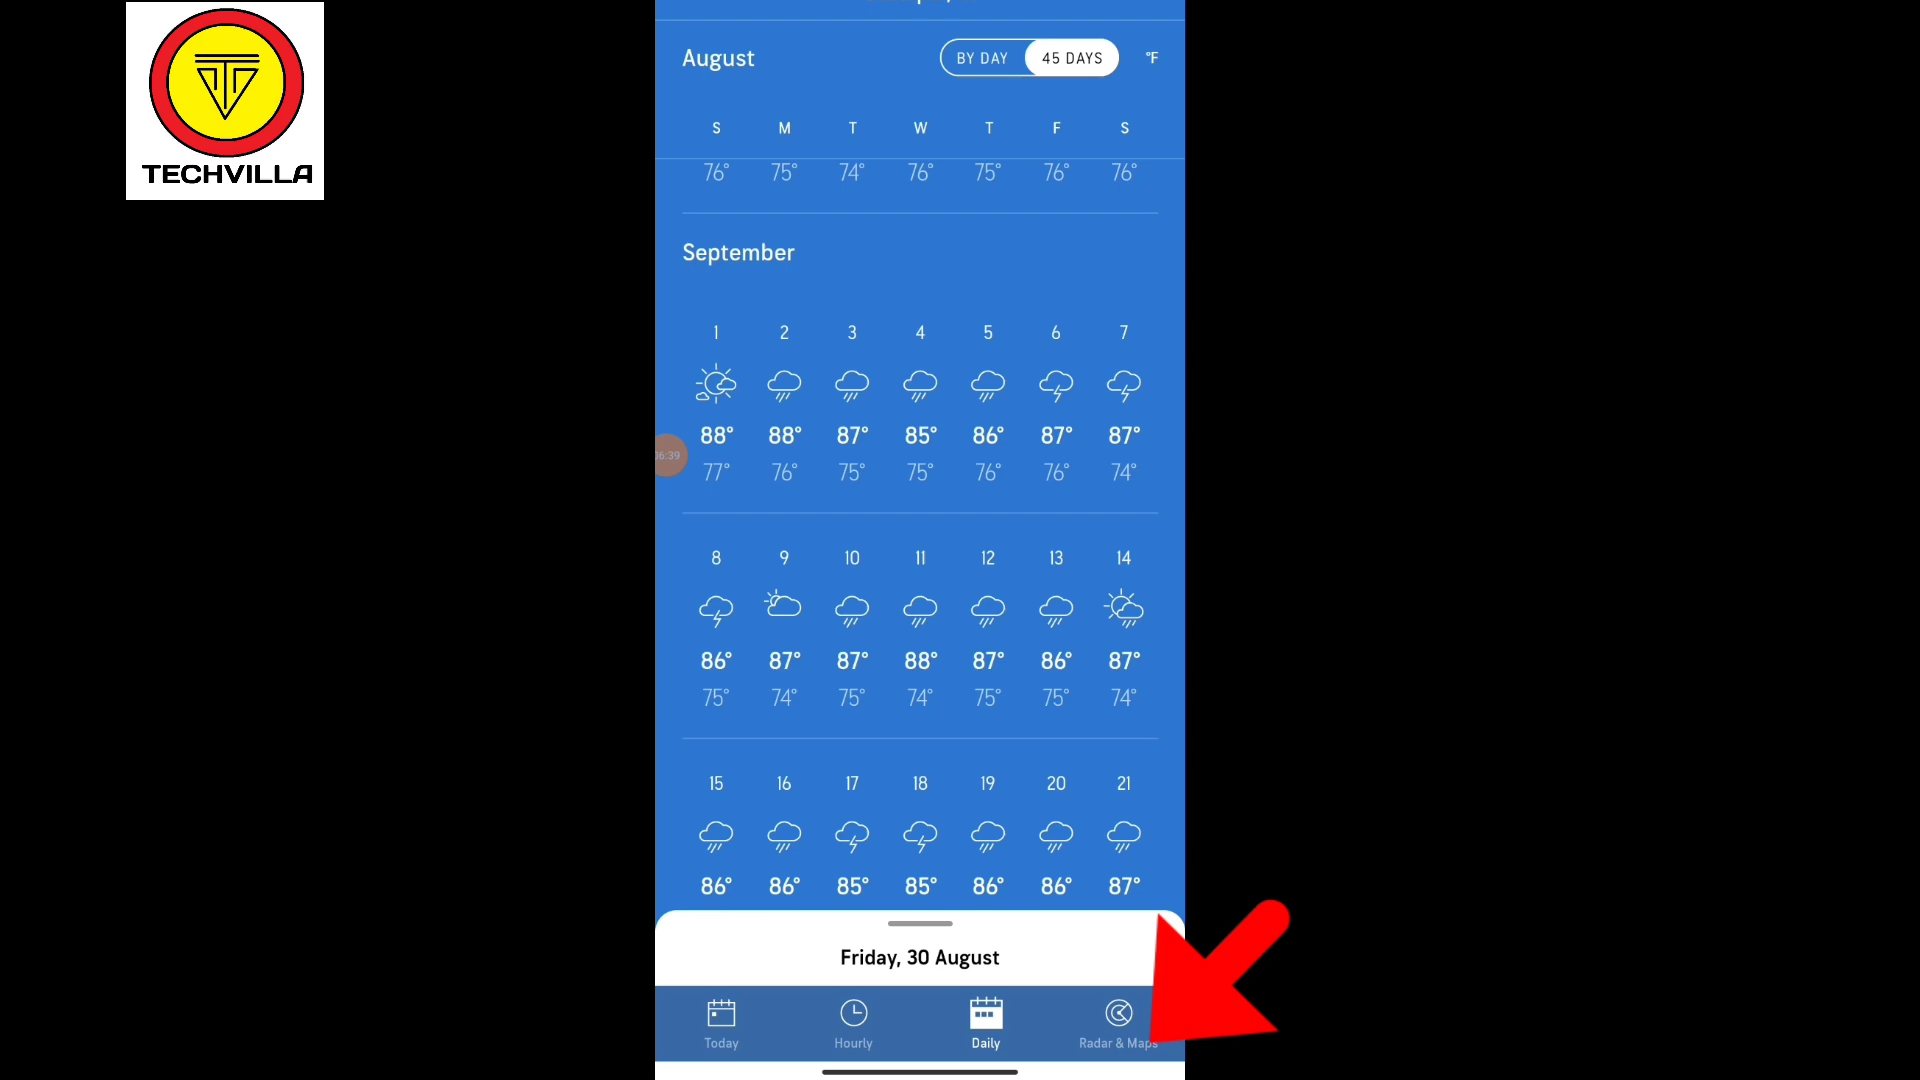 TECHVILLA
August
BY DAY 45 DAYS °F
S M T W T F S
76° 75° 74° 76° 75° 76° 76°
September
1 2 3 4 5 6 7
88° 88° 87° 85° 86° 87° 87°
77° 76° 75° 75° 76° 76° 74°
8 9 10 11 12 13 14
86° 87° 87° 88° 87° 86° 87°
75° 74° 75° 74° 75° 75° 74°
15 16 17 18 19 20 21
86° 86° 85° 85° 86° 86° 87°
Friday, 30 August
Today Hourly Daily Radar & Maps